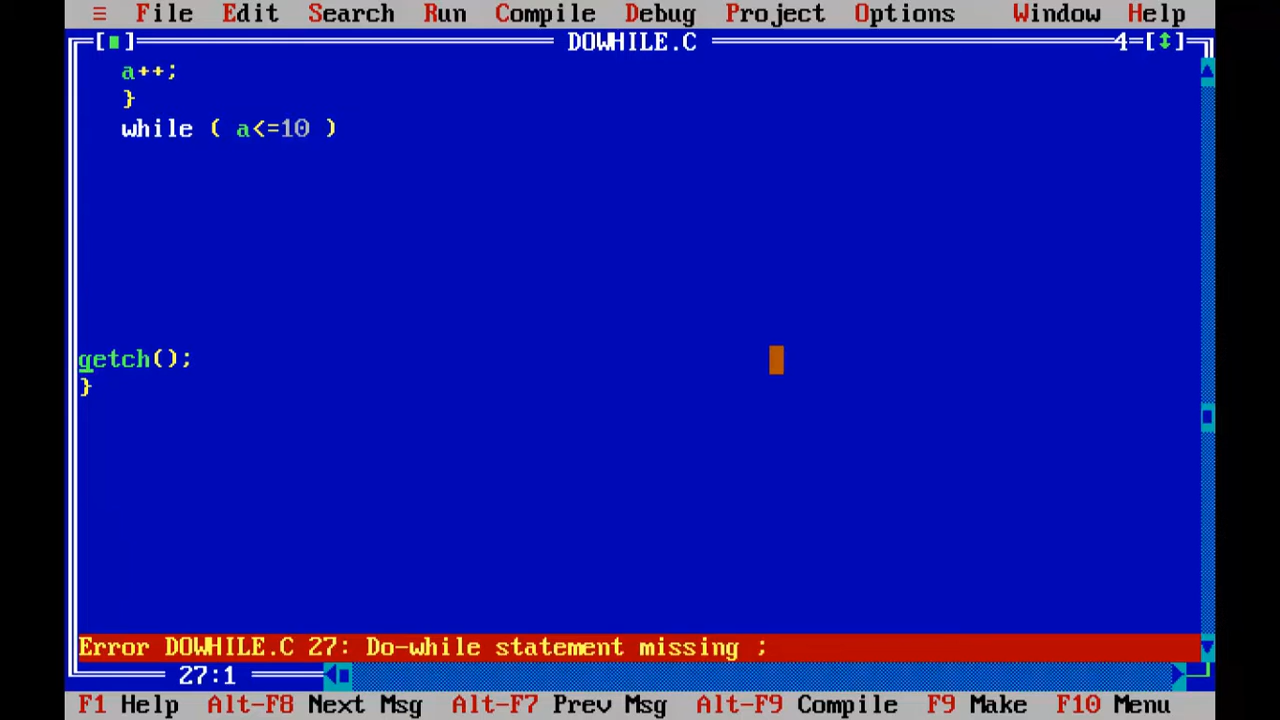 ≡ File Edit Search Run Compile Debug Project Options Window Help
[■] DOWHILE.C 4=[↕]
a++;
}
while ( a<=10 )
getch();
}
Error DOWHILE.C 27: Do-while statement missing ;
27:1
F1 Help Alt-F8 Next Msg Alt-F7 Prev Msg Alt-F9 Compile F9 Make F10 Menu